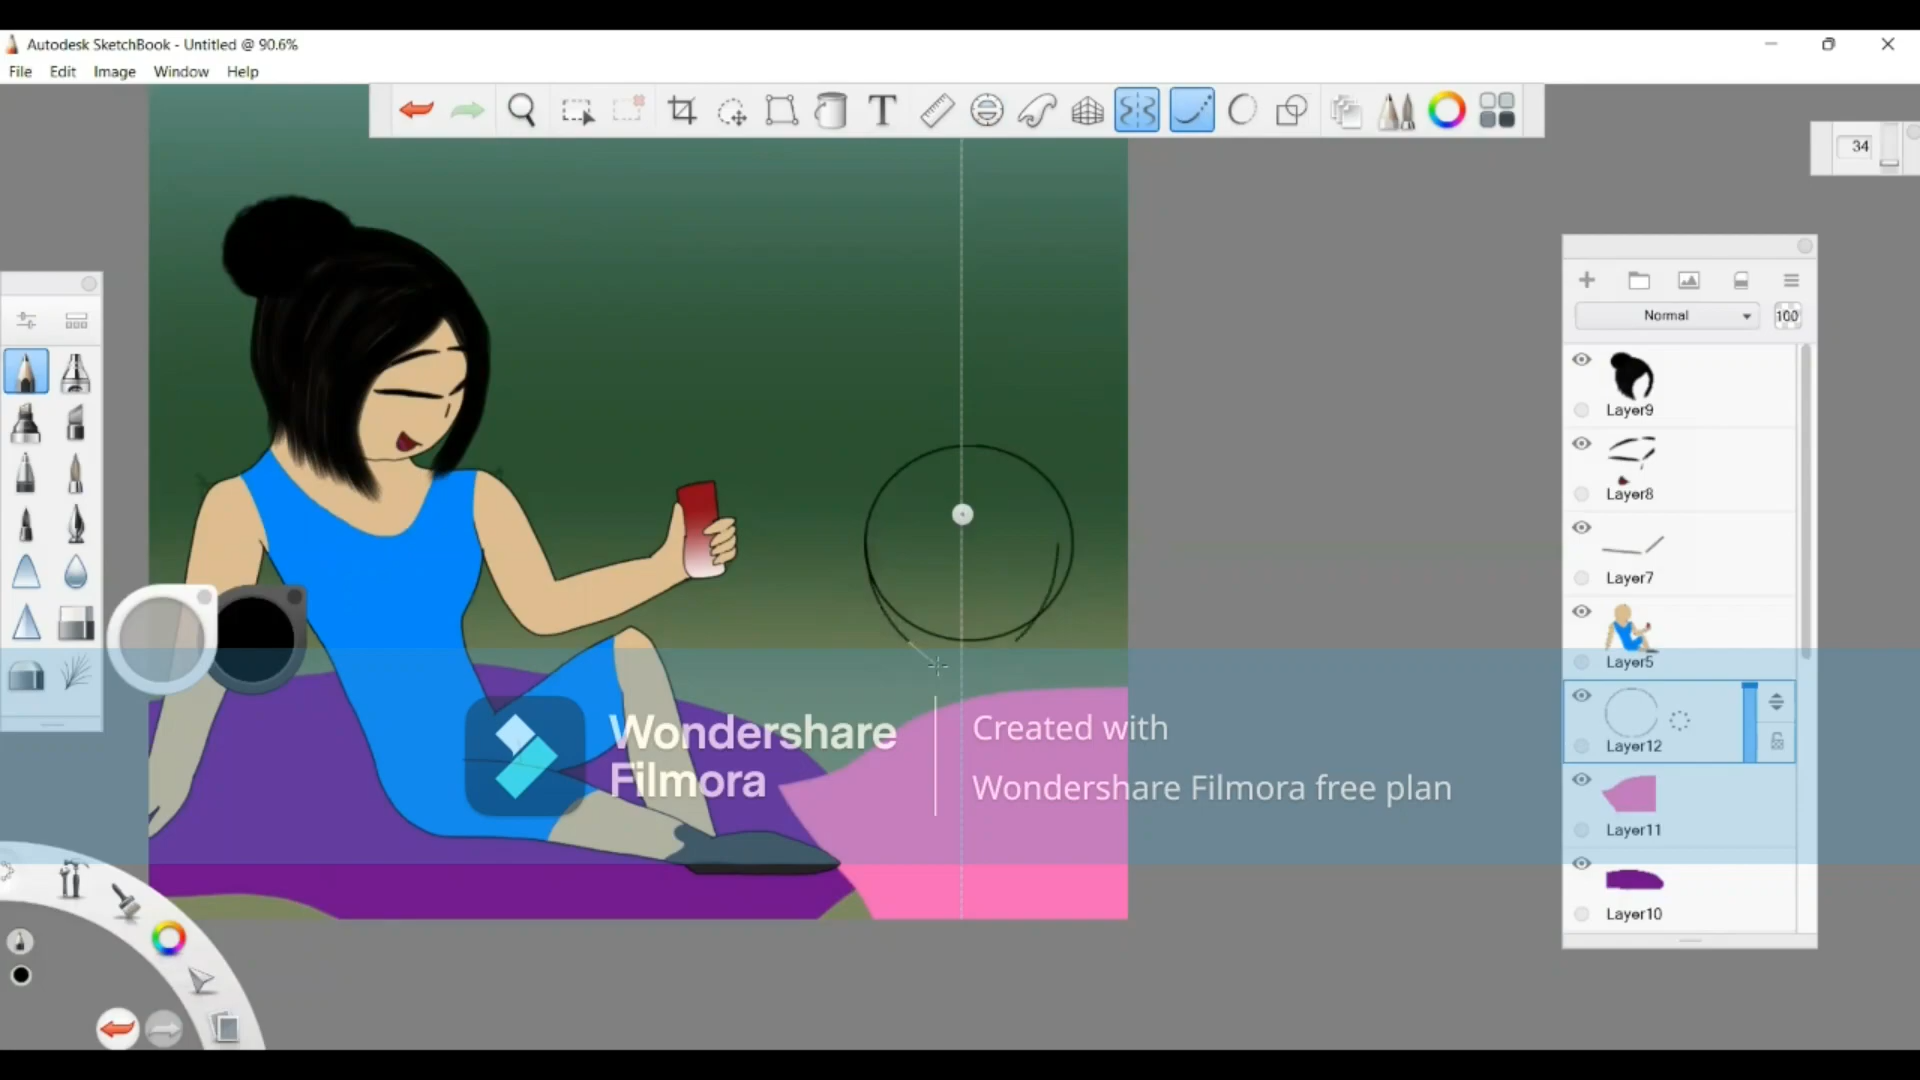 Autodesk SketchBook - Untitled @ 90.6%
File Edit Image Window Help
T
34
Normal 100
Layer9
Layer8
Layer7
Layer5
Layer12
Layer11
Layer10
Wondershare
Filmora
Created with
Wondershare Filmora free plan